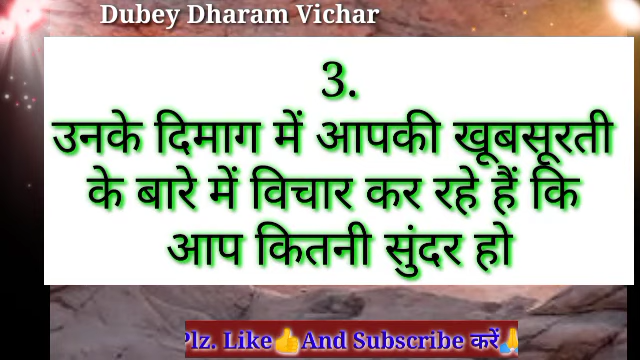 Dubey Dharam Vichar
3.
उनके दिमाग में आपकी खूबसूरती
के बारे में विचार कर रहे हैं कि
आप कितनी सुंदर हो
Plz. Like👍And Subscribe करें🙏